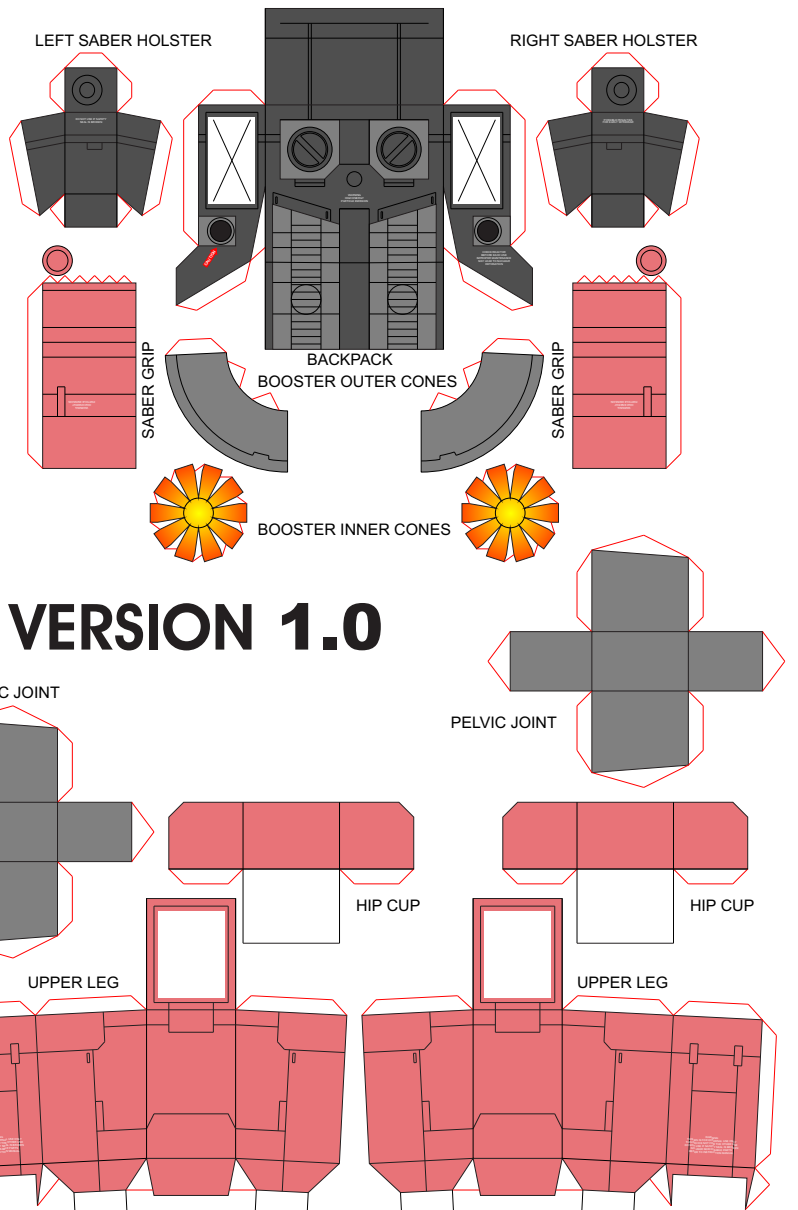 LEFT SABER HOLSTER
RIGHT SABER HOLSTER
SABER GRIP
BACKPACK
BOOSTER OUTER CONES
SABER GRIP
BOOSTER INNER CONES
VERSION 1.0
C JOINT
PELVIC JOINT
HIP CUP
HIP CUP
UPPER LEG
UPPER LEG